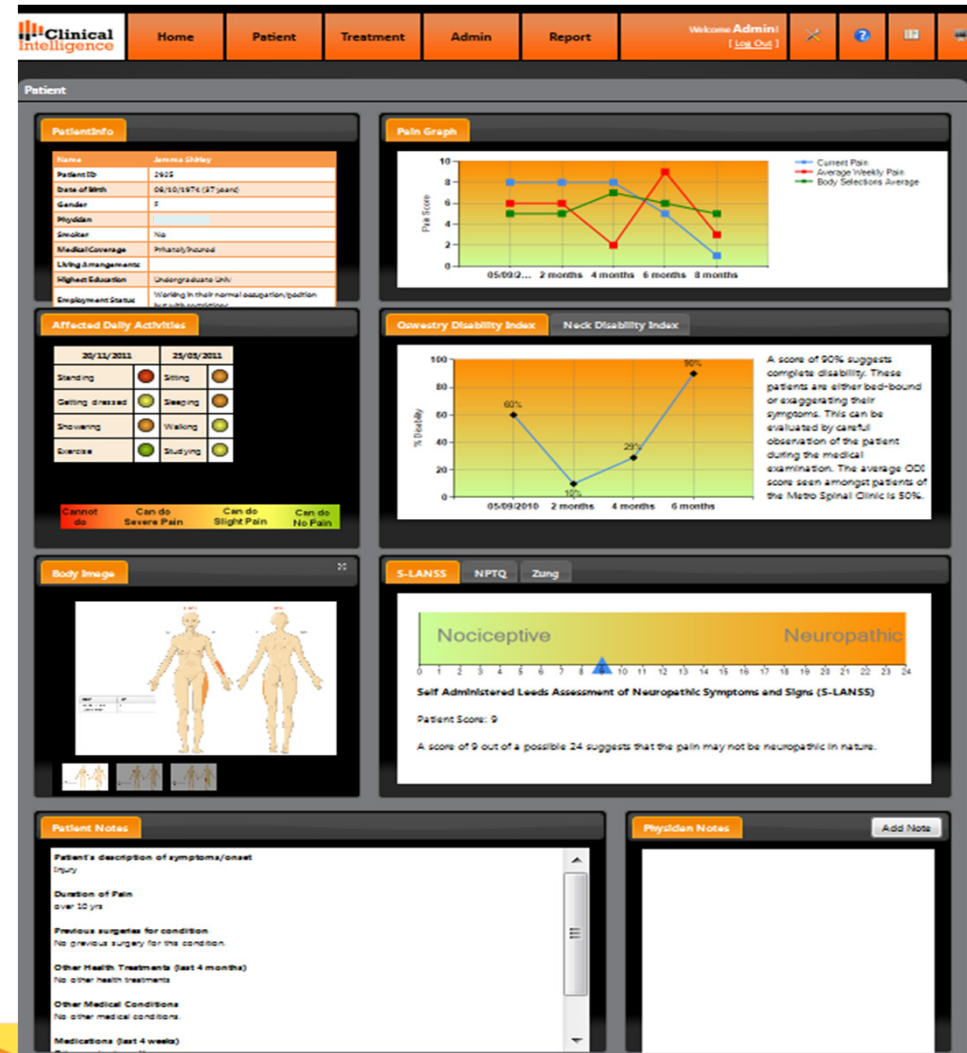 Clinical
Intelligence
Home
Patient
Treatment
Admin
Report
Welcome Admin!
[ Log Out ]
Patient
PatientInfo
Name Jemma Shirley
Patient ID 2925
Date of Birth 08/10/1974 (37 years)
Gender F
Physician
Smoker No
Medical Coverage Privately Insured
Living Arrangements
Highest Education Undergraduate Univ
Employment Status Working in their normal occupation/position
but with restrictions
Pain Graph
Pain Score
10
8
6
4
2
0
05/09/2... 2 months 4 months 6 months 8 months
Current Pain
Average Weekly Pain
Body Selections Average
Affected Daily Activities
20/11/2011 25/05/2011
Standing Sitting
Getting dressed Sleeping
Showering Walking
Exercise Studying
Cannot do
Can do Severe Pain
Can do Slight Pain
Can do No Pain
Oswestry Disability Index
Neck Disability Index
% Disability
100
80
60
40
20
0
60%
10%
29%
90%
05/09/2010 2 months 4 months 6 months
A score of 90% suggests
complete disability. These
patients are either bed-bound
or exaggerating their
symptoms. This can be
evaluated by careful
observation of the patient
during the medical
examination. The average ODI
score seen amongst patients of
the Metro Spinal Clinic is 50%.
Body Image
S-LANSS
NPTQ
Zung
Nociceptive
Neuropathic
0 1 2 3 4 5 6 7 8 9 10 11 12 13 14 15 16 17 18 19 20 21 22 23 24
Self Administered Leeds Assessment of Neuropathic Symptoms and Signs (S-LANSS)
Patient Score: 9
A score of 9 out of a possible 24 suggests that the pain may not be neuropathic in nature.
Patient Notes
Patient's description of symptoms/onset
Injury
Duration of Pain
over 10 yrs
Previous surgeries for condition
No previous surgery for this condition.
Other Health Treatments (last 4 months)
No other health treatments
Other Medical Conditions
No other medical conditions.
Medications (last 4 weeks)
Physician Notes
Add Note